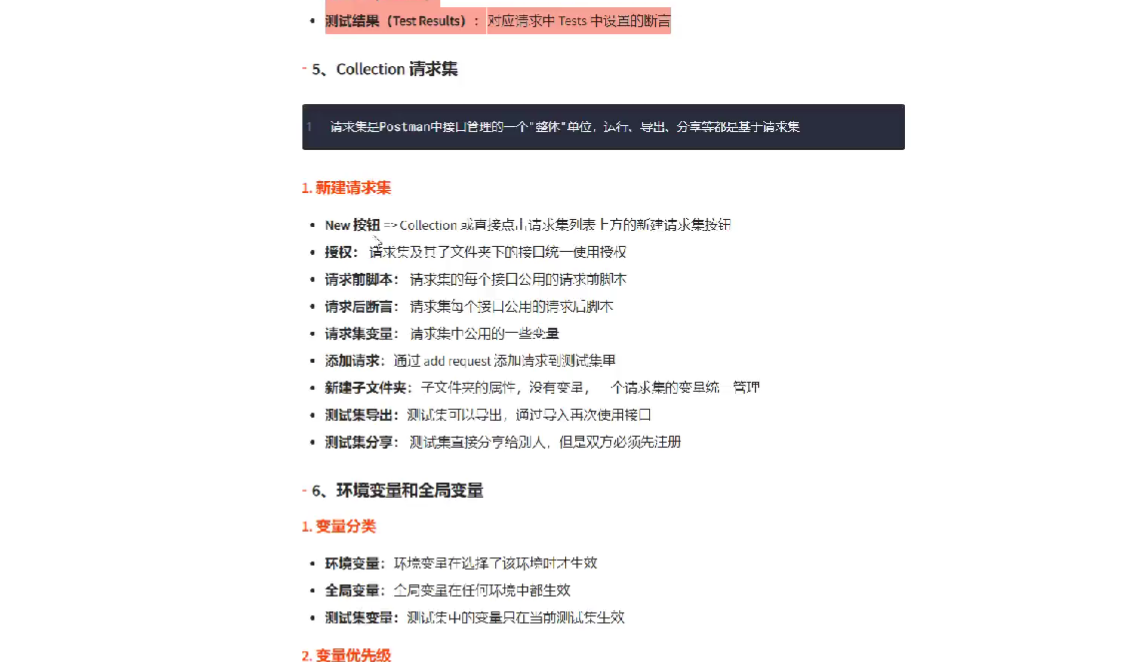 测试结果（Test Results）： 对应请求中 Tests 中设置的断言
- 5、Collection 请求集
1 请求集是Postman中接口管理的一个"整体"单位，运行、导出、分享等都是基于请求集
1. 新建请求集
New 按钮 => Collection 或直接点击请求集列表上方的新建请求集按钮
授权： 请求集及其子文件夹下的接口统一使用授权
请求前脚本： 请求集的每个接口公用的请求前脚本
请求后断言： 请求集每个接口公用的请求后脚本
请求集变量： 请求集中公用的一些变量
添加请求：通过 add request 添加请求到测试集里
新建子文件夹：子文件夹的属性，没有变量，一个请求集的变量统一管理
测试集导出：测试集可以导出，通过导入再次使用接口
测试集分享： 测试集直接分享给别人，但是双方必须先注册
- 6、环境变量和全局变量
1. 变量分类
环境变量：环境变量在选择了该环境时才生效
全局变量：全局变量在任何环境中都生效
测试集变量：测试集中的变量只在当前测试集生效
2. 变量优先级